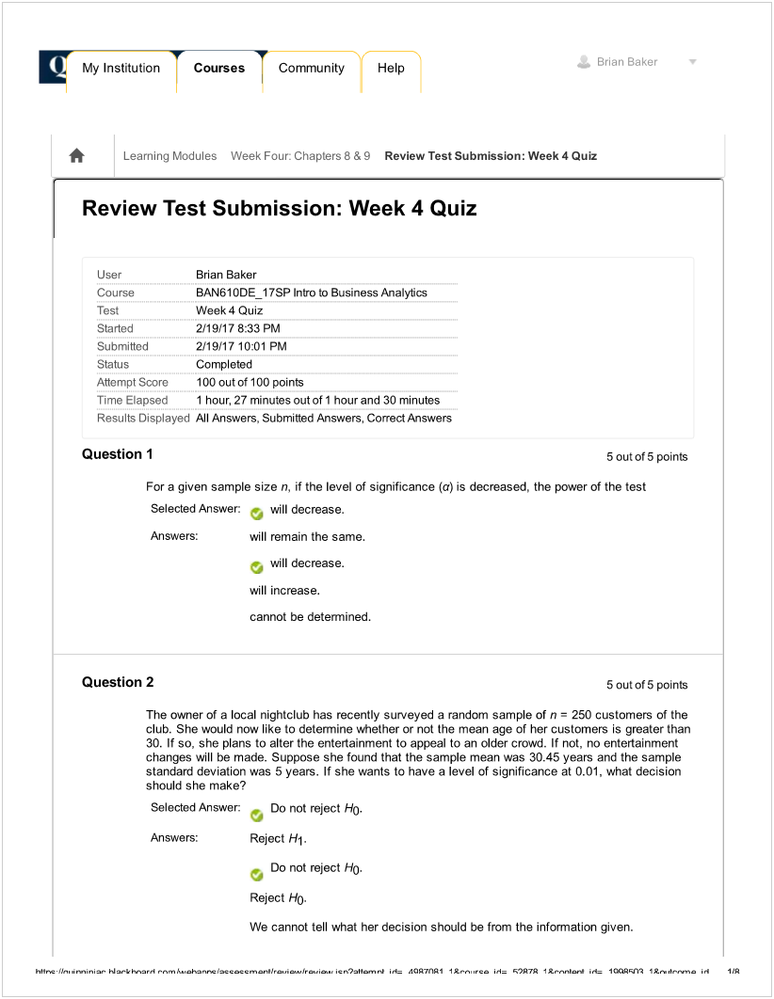 Q
My Institution
Courses
Community
Help
Brian Baker
Learning Modules Week Four: Chapters 8 & 9 Review Test Submission: Week 4 Quiz
Review Test Submission: Week 4 Quiz
User Brian Baker
Course BAN610DE_17SP Intro to Business Analytics
Test Week 4 Quiz
Started 2/19/17 8:33 PM
Submitted 2/19/17 10:01 PM
Status Completed
Attempt Score 100 out of 100 points
Time Elapsed 1 hour, 27 minutes out of 1 hour and 30 minutes
Results Displayed All Answers, Submitted Answers, Correct Answers
Question 1 5 out of 5 points
For a given sample size n, if the level of significance (α) is decreased, the power of the test
Selected Answer: will decrease.
Answers: will remain the same.
will decrease.
will increase.
cannot be determined.
Question 2 5 out of 5 points
The owner of a local nightclub has recently surveyed a random sample of n = 250 customers of the
club. She would now like to determine whether or not the mean age of her customers is greater than
30. If so, she plans to alter the entertainment to appeal to an older crowd. If not, no entertainment
changes will be made. Suppose she found that the sample mean was 30.45 years and the sample
standard deviation was 5 years. If she wants to have a level of significance at 0.01, what decision
should she make?
Selected Answer: Do not reject H0.
Answers: Reject H1.
Do not reject H0.
Reject H0.
We cannot tell what her decision should be from the information given.
https://quinnipiac.blackboard.com/webapps/assessment/review/review.jsp?attempt_id=_4987081_1&course_id=_52878_1&content_id=_1998503_1&outcome_id… 1/8